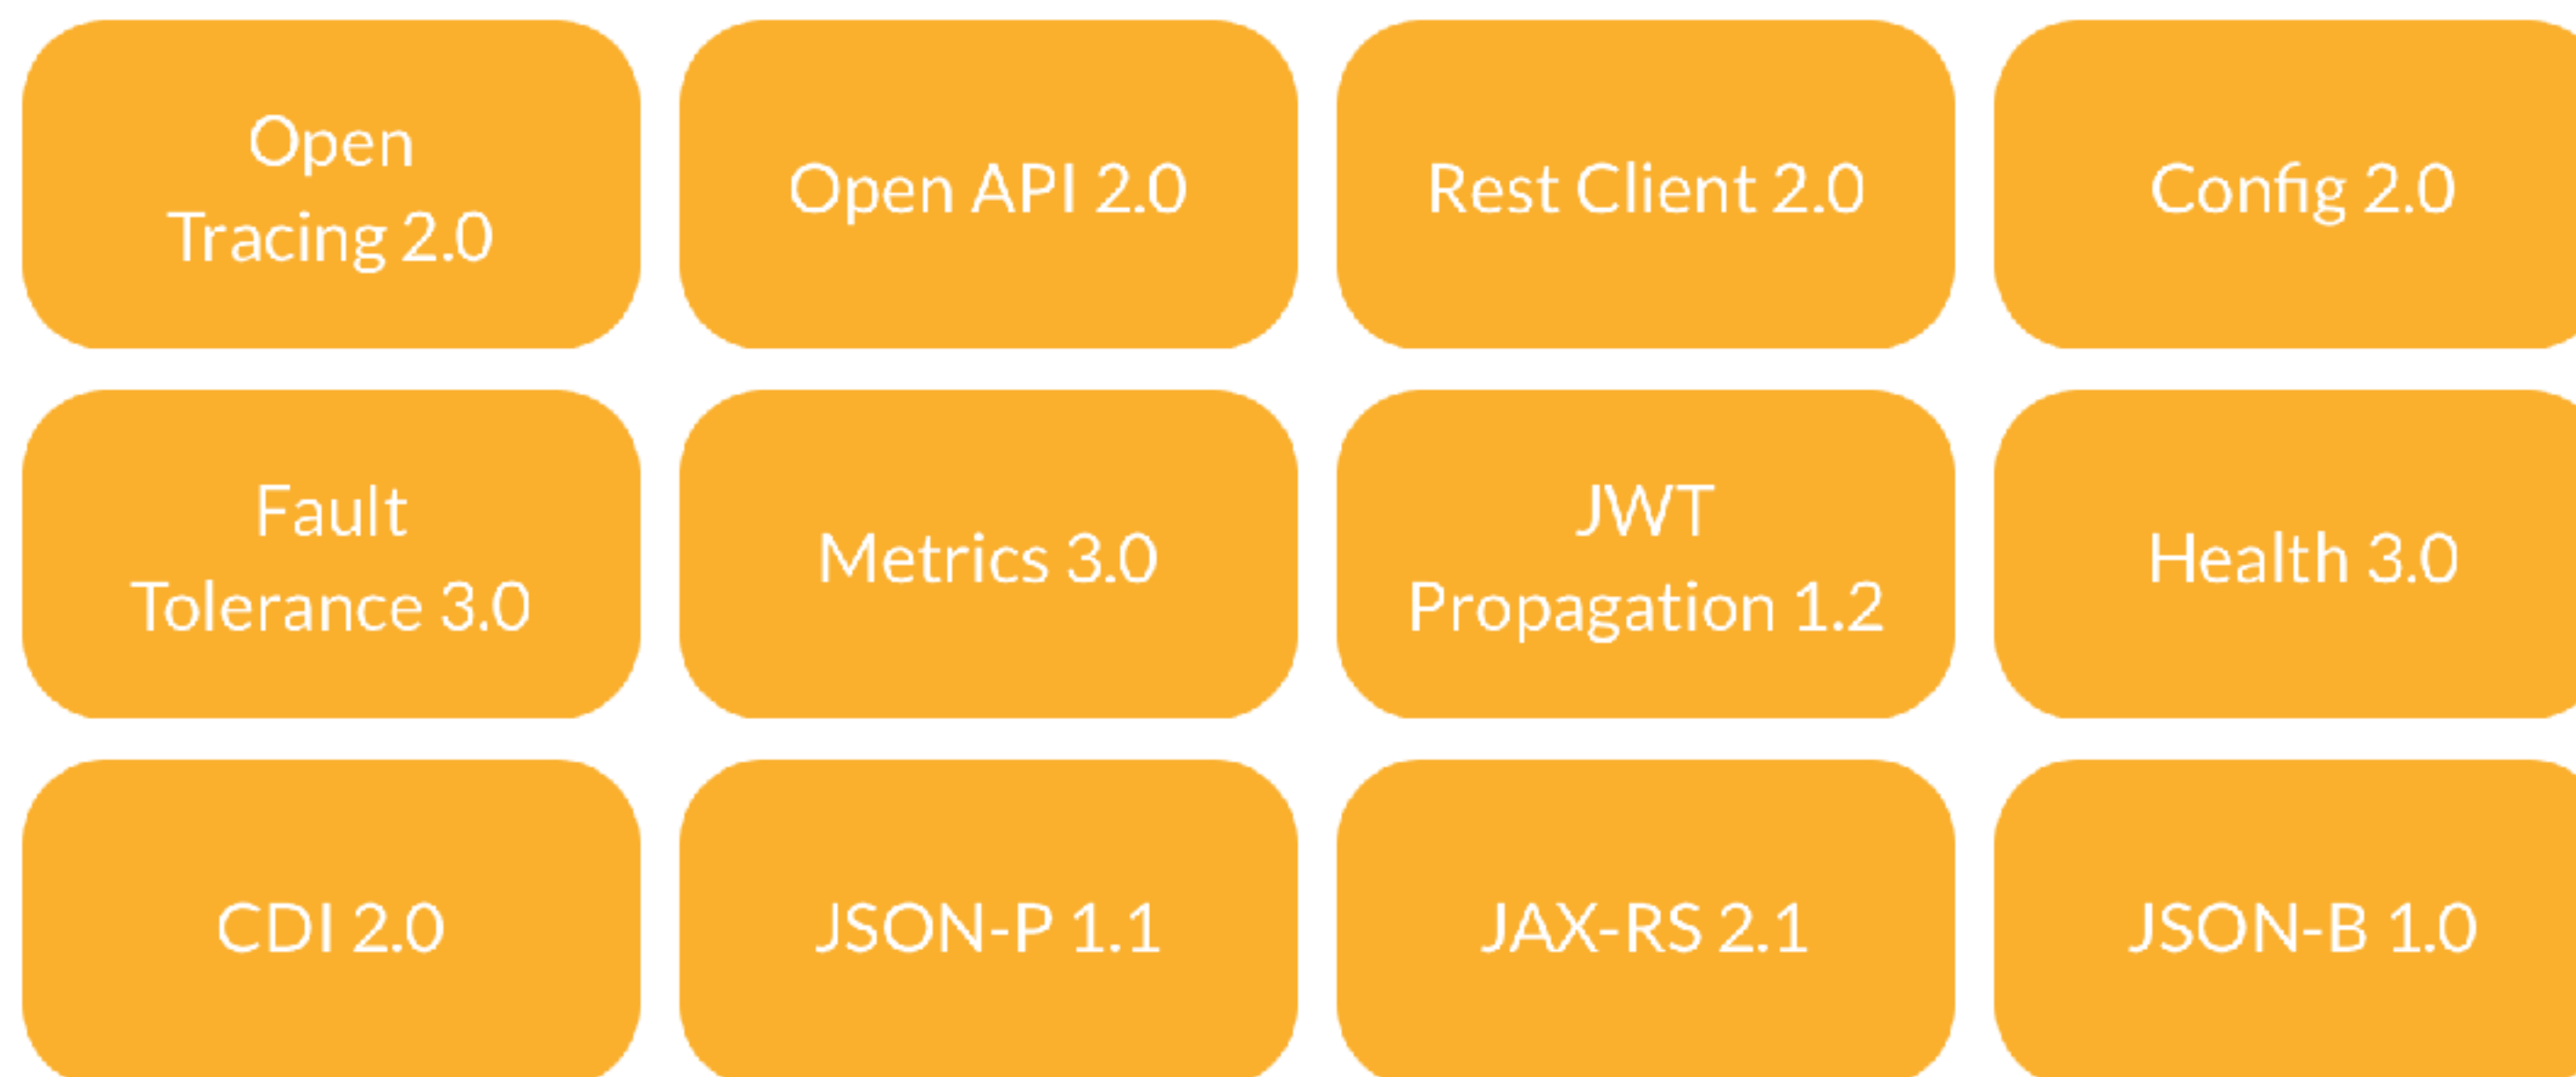 Open
Tracing 2.0
Open API 2.0
Rest Client 2.0
Config 2.0
Fault
Tolerance 3.0
Metrics 3.0
JWT
Propagation 1.2
Health 3.0
CDI 2.0
JSON-P 1.1
JAX-RS 2.1
JSON-B 1.0